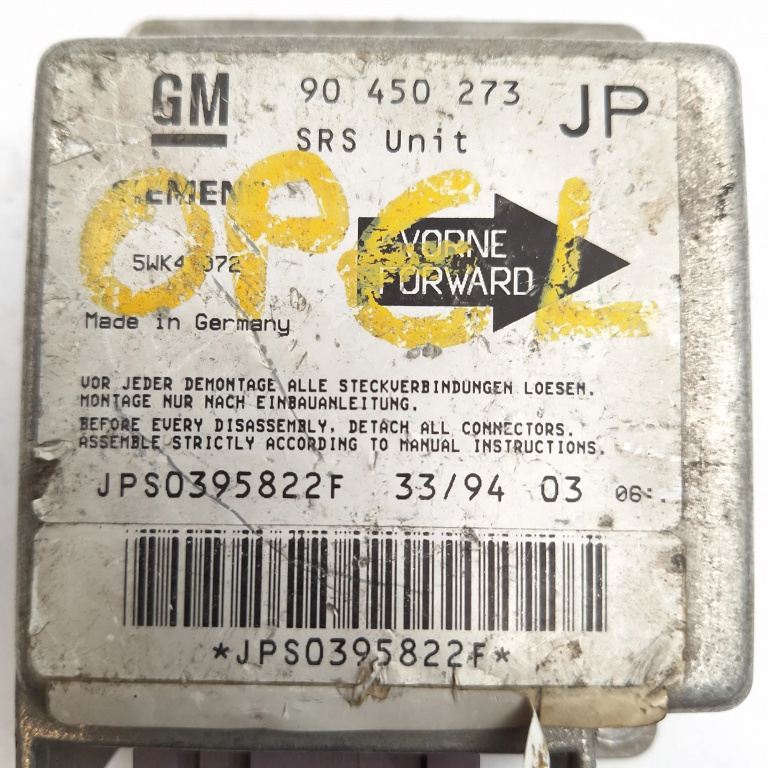 GM 90 450 273 JP
SRS Unit
SIEMENS
OPEL
VORNE
FORWARD
Made in Germany
VOR JEDER DEMONTAGE ALLE STECKVERBINDUNGEN LOESEN.
MONTAGE NUR NACH EINBAUANLEITUNG.
BEFORE EVERY DISASSEMBLY, DETACH ALL CONNECTORS.
ASSEMBLE STRICTLY ACCORDING TO MANUAL INSTRUCTIONS.
JPS0395822F 33/94 03
*JPS0395822F*